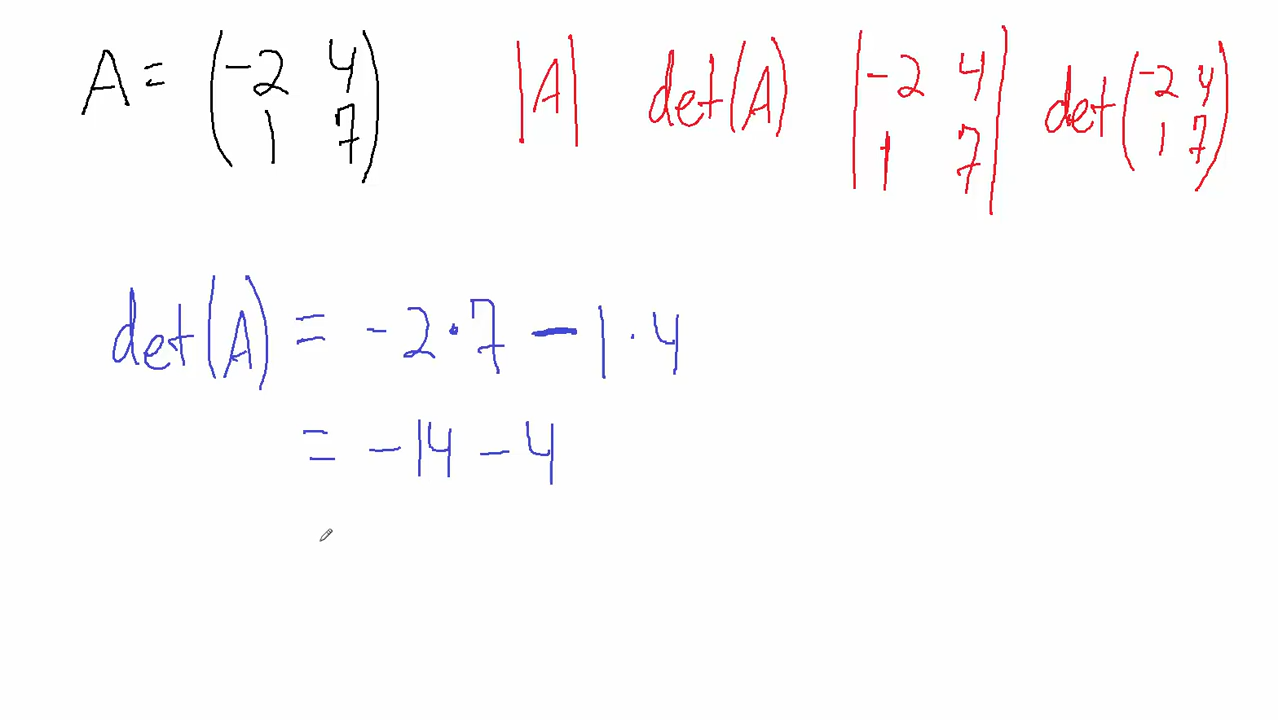 A = (-2 4
1 7) |A| det(A) |-2 4
1 7| det(-2 4
1 7)
det(A) = -2·7 - 1·4
= -14 - 4